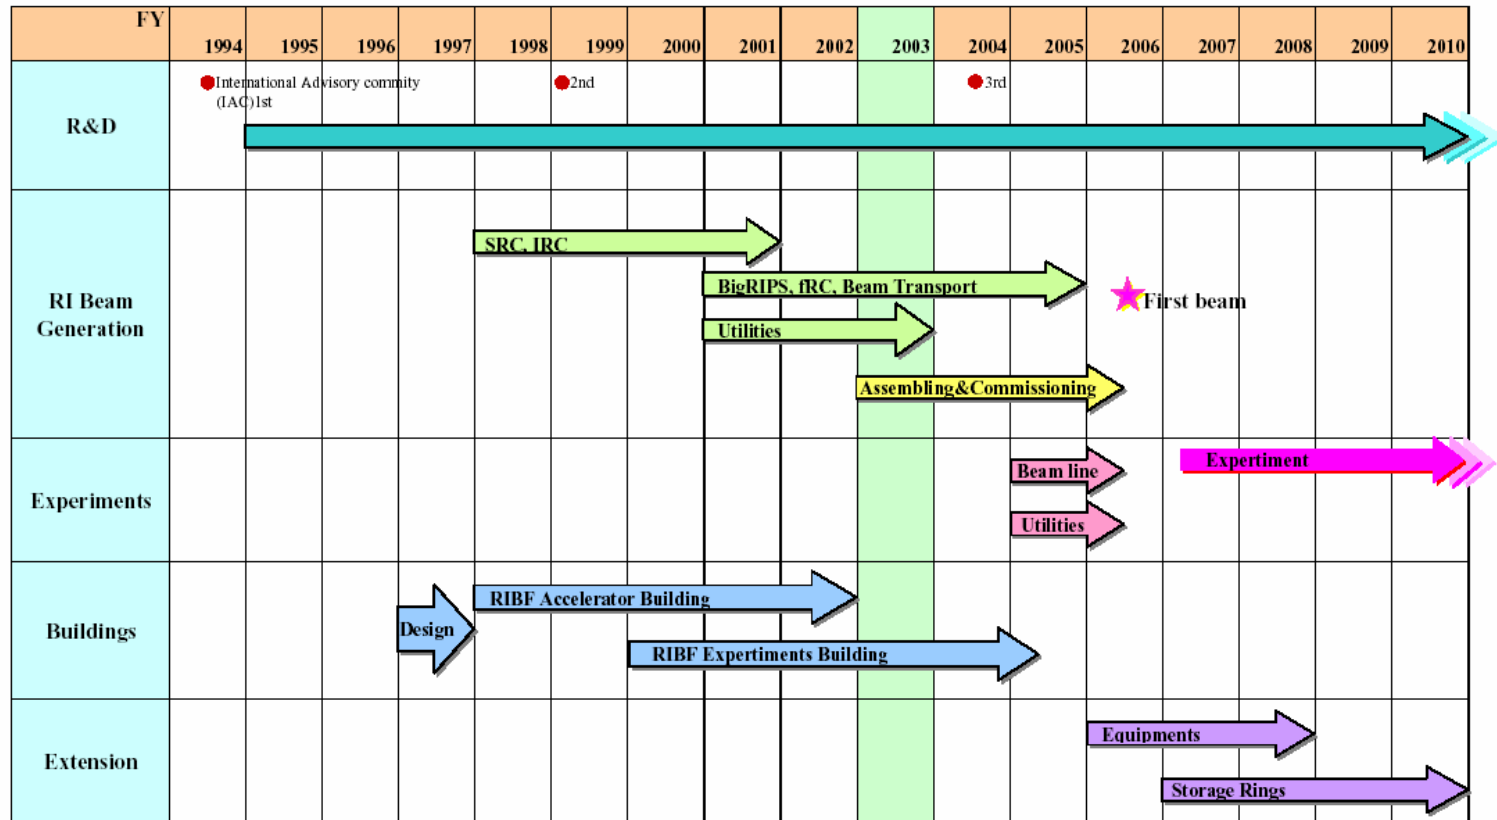 FY
1994 1995 1996 1997 1998 1999 2000 2001 2002 2003 2004 2005 2006 2007 2008 2009 2010
R&D
International Advisory commity
(IAC)1st
2nd
3rd
RI Beam
Generation
SRC, IRC
BigRIPS, fRC, Beam Transport
First beam
Utilities
Assembling&Commissioning
Experiments
Beam line
Expertiment
Utilities
Buildings
Design
RIBF Accelerator Building
RIBF Expertiments Building
Extension
Equipments
Storage Rings